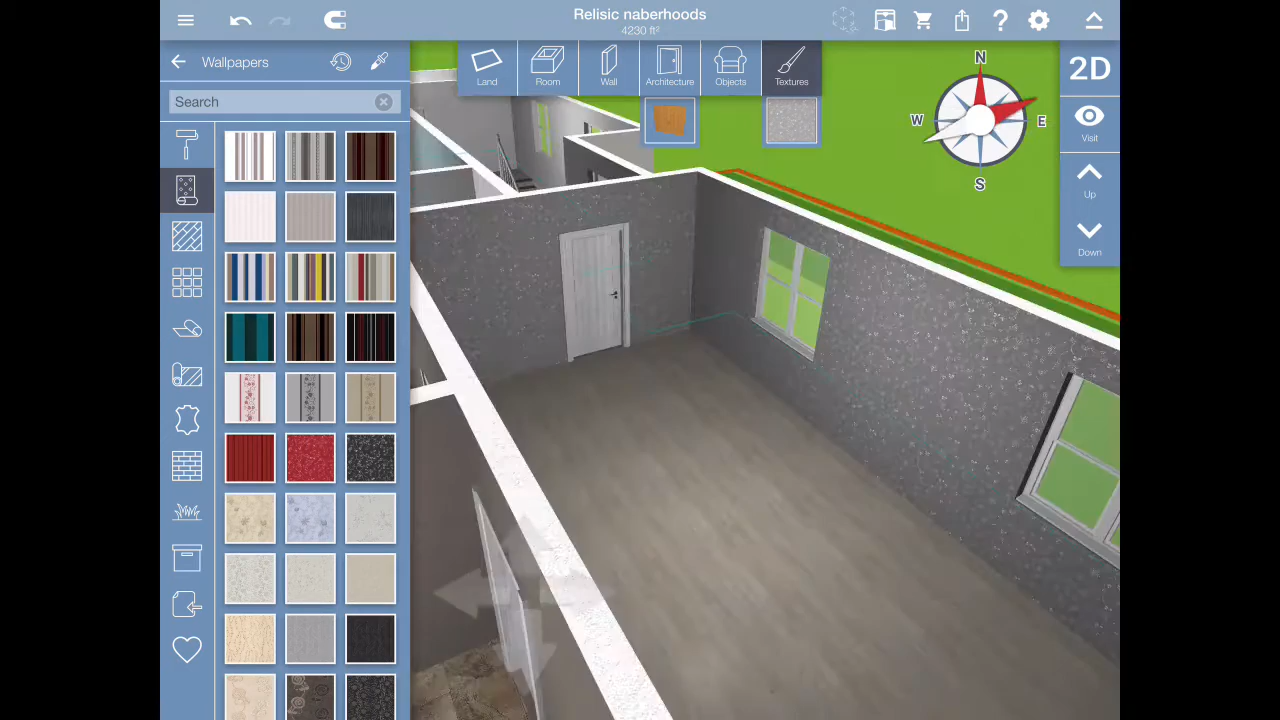 Relisic naberhoods
4230 ft²
Wallpapers
Search
Land
Room
Wall
Architecture
Objects
Textures
N
W
E
S
2D
Visit
Up
Down